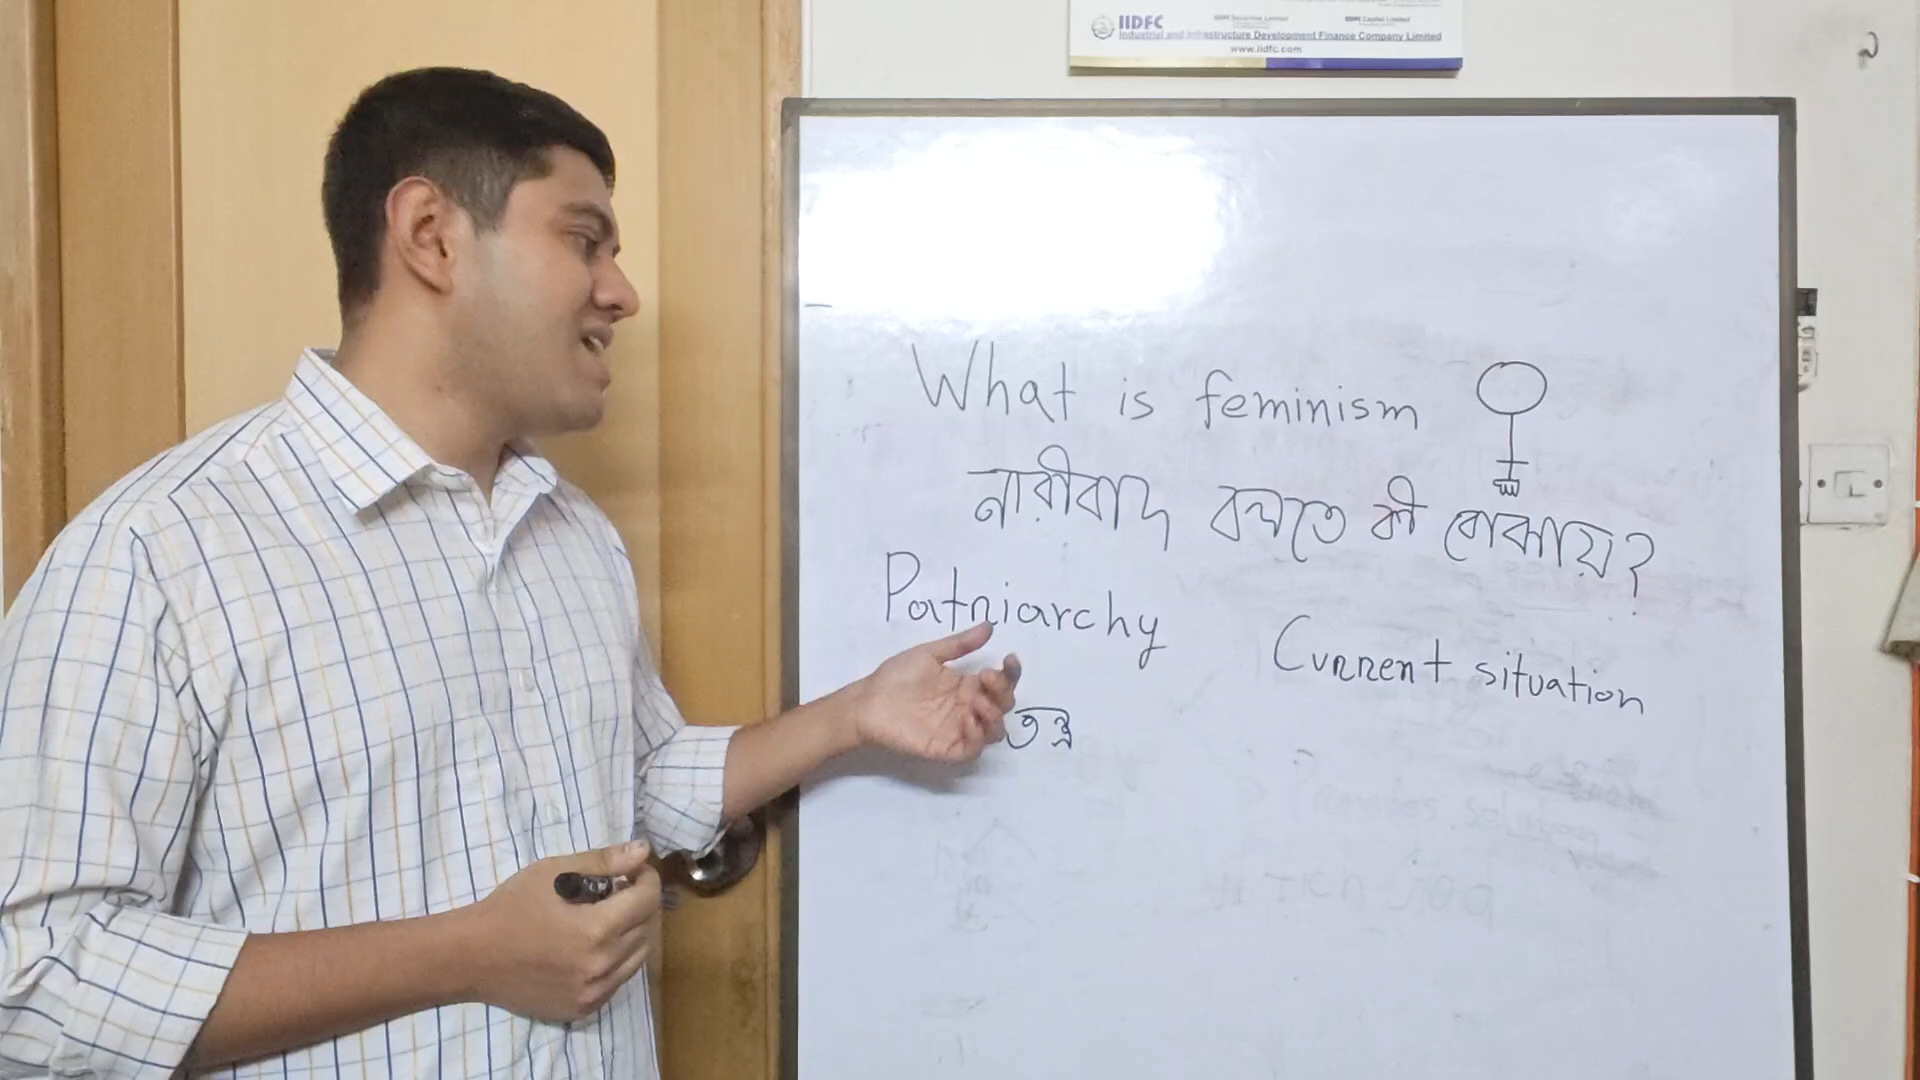 IIDFC
Industrial and Infrastructure Development Finance Company Limited
www.iidfc.com
What is feminism
নারীবাদ বলতে কী বোঝায়?
Patriarchy
Current situation
তন্ত্র